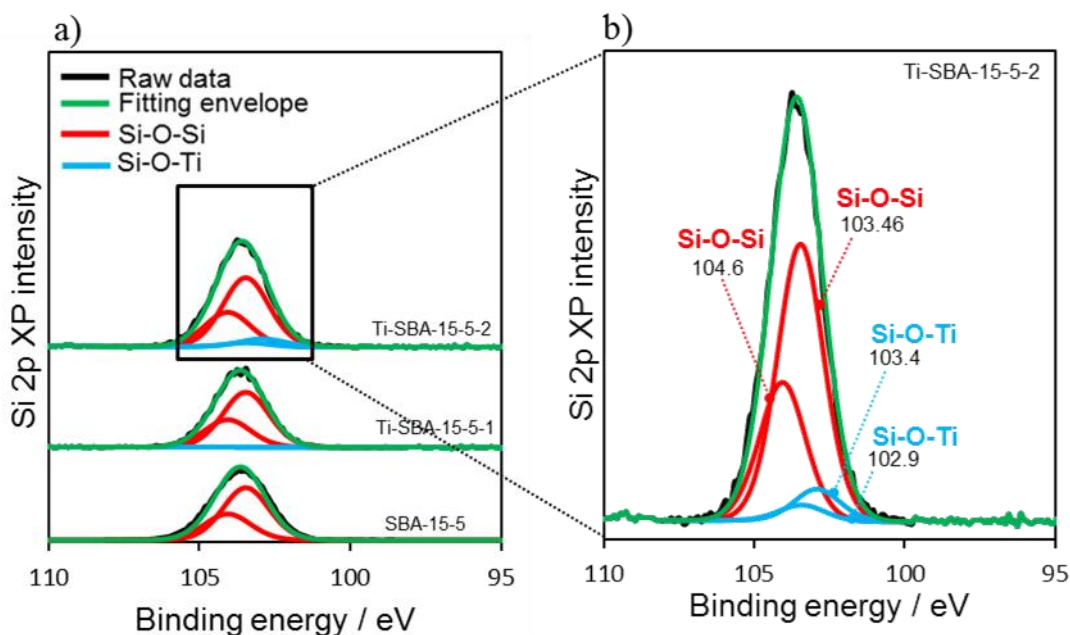 a)
Raw data
Fitting envelope
Si-O-Si
Si-O-Ti
Ti-SBA-15-5-2
Ti-SBA-15-5-1
SBA-15-5
Si 2p XP intensity
110 105 100 95
Binding energy / eV
b)
Ti-SBA-15-5-2
Si-O-Si
103.46
Si-O-Si
104.6
Si-O-Ti
103.4
Si-O-Ti
102.9
Si 2p XP intensity
110 105 100 95
Binding energy / eV